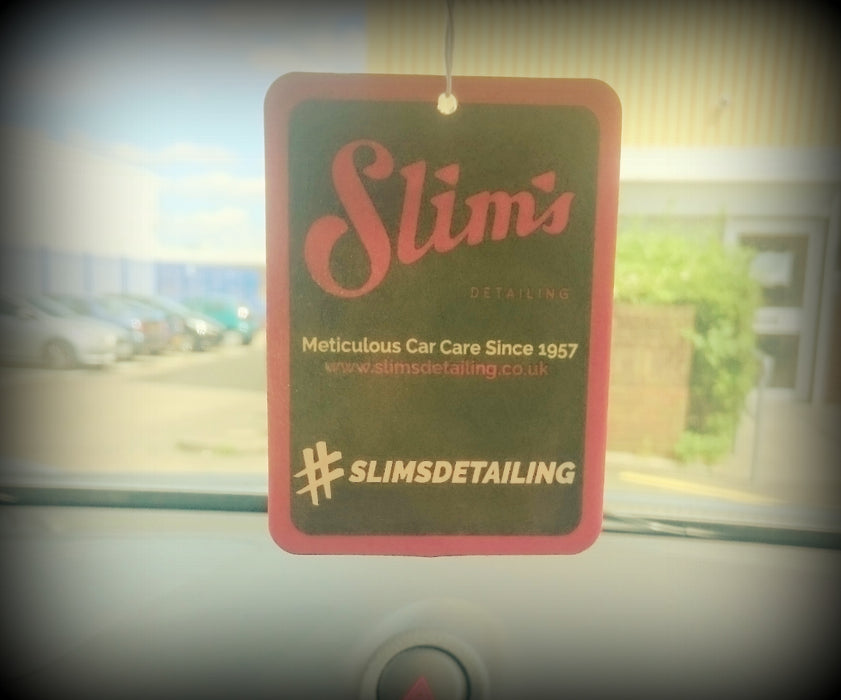 Slim's
DETAILING
Meticulous Car Care Since 1957
www.slimsdetailing.co.uk
#SLIMSDETAILING